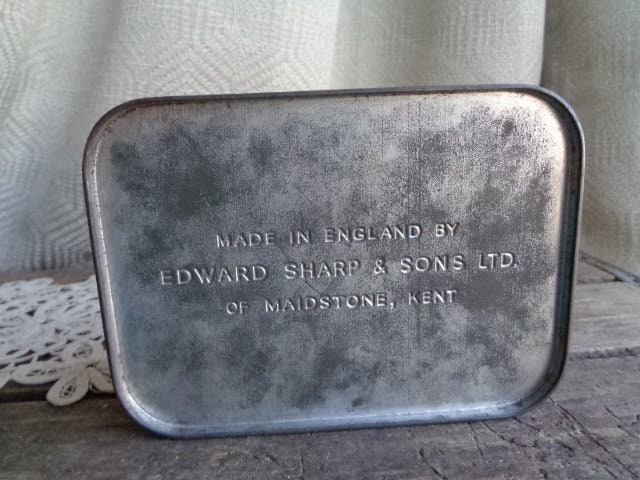 MADE IN ENGLAND BY
EDWARD SHARP & SONS LTD.
OF MAIDSTONE, KENT